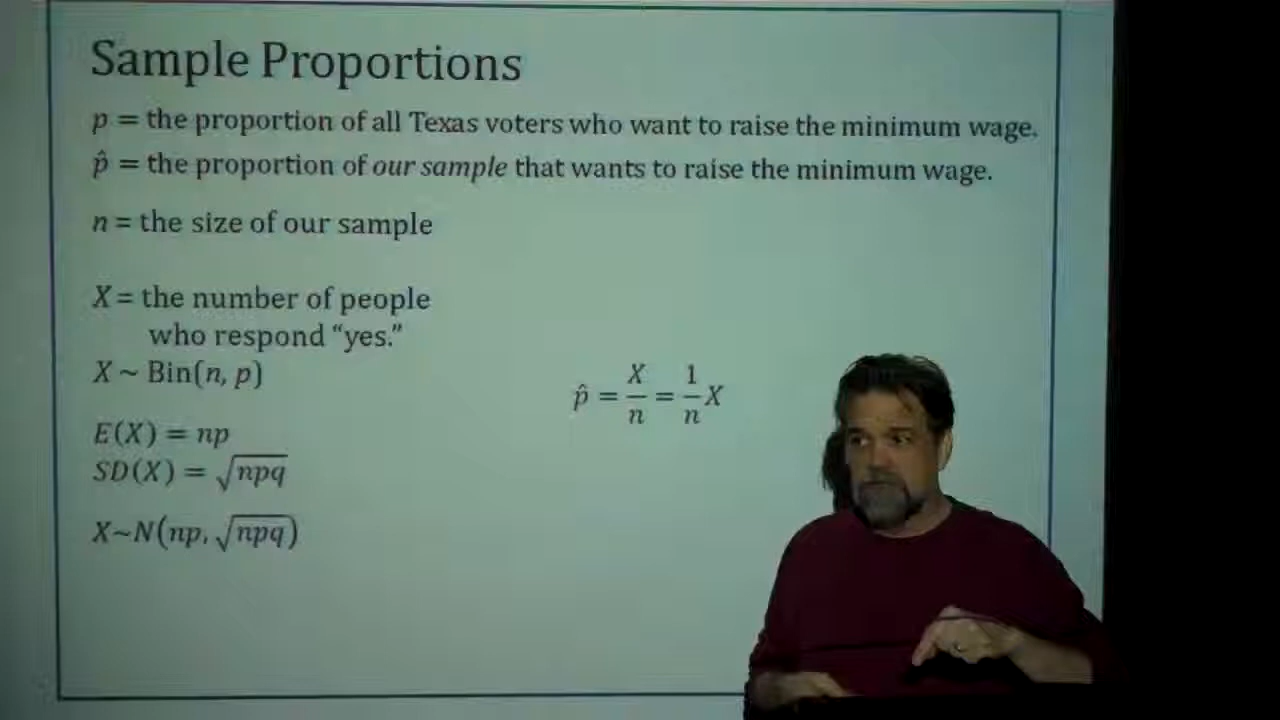 Sample Proportions
p = the proportion of all Texas voters who want to raise the minimum wage.
p̂ = the proportion of our sample that wants to raise the minimum wage.
n = the size of our sample
X = the number of people
who respond “yes.”
X ~ Bin(n, p)
p̂ = X/n = 1/n X
E(X) = np
SD(X) = √npq
X~N(np, √npq)